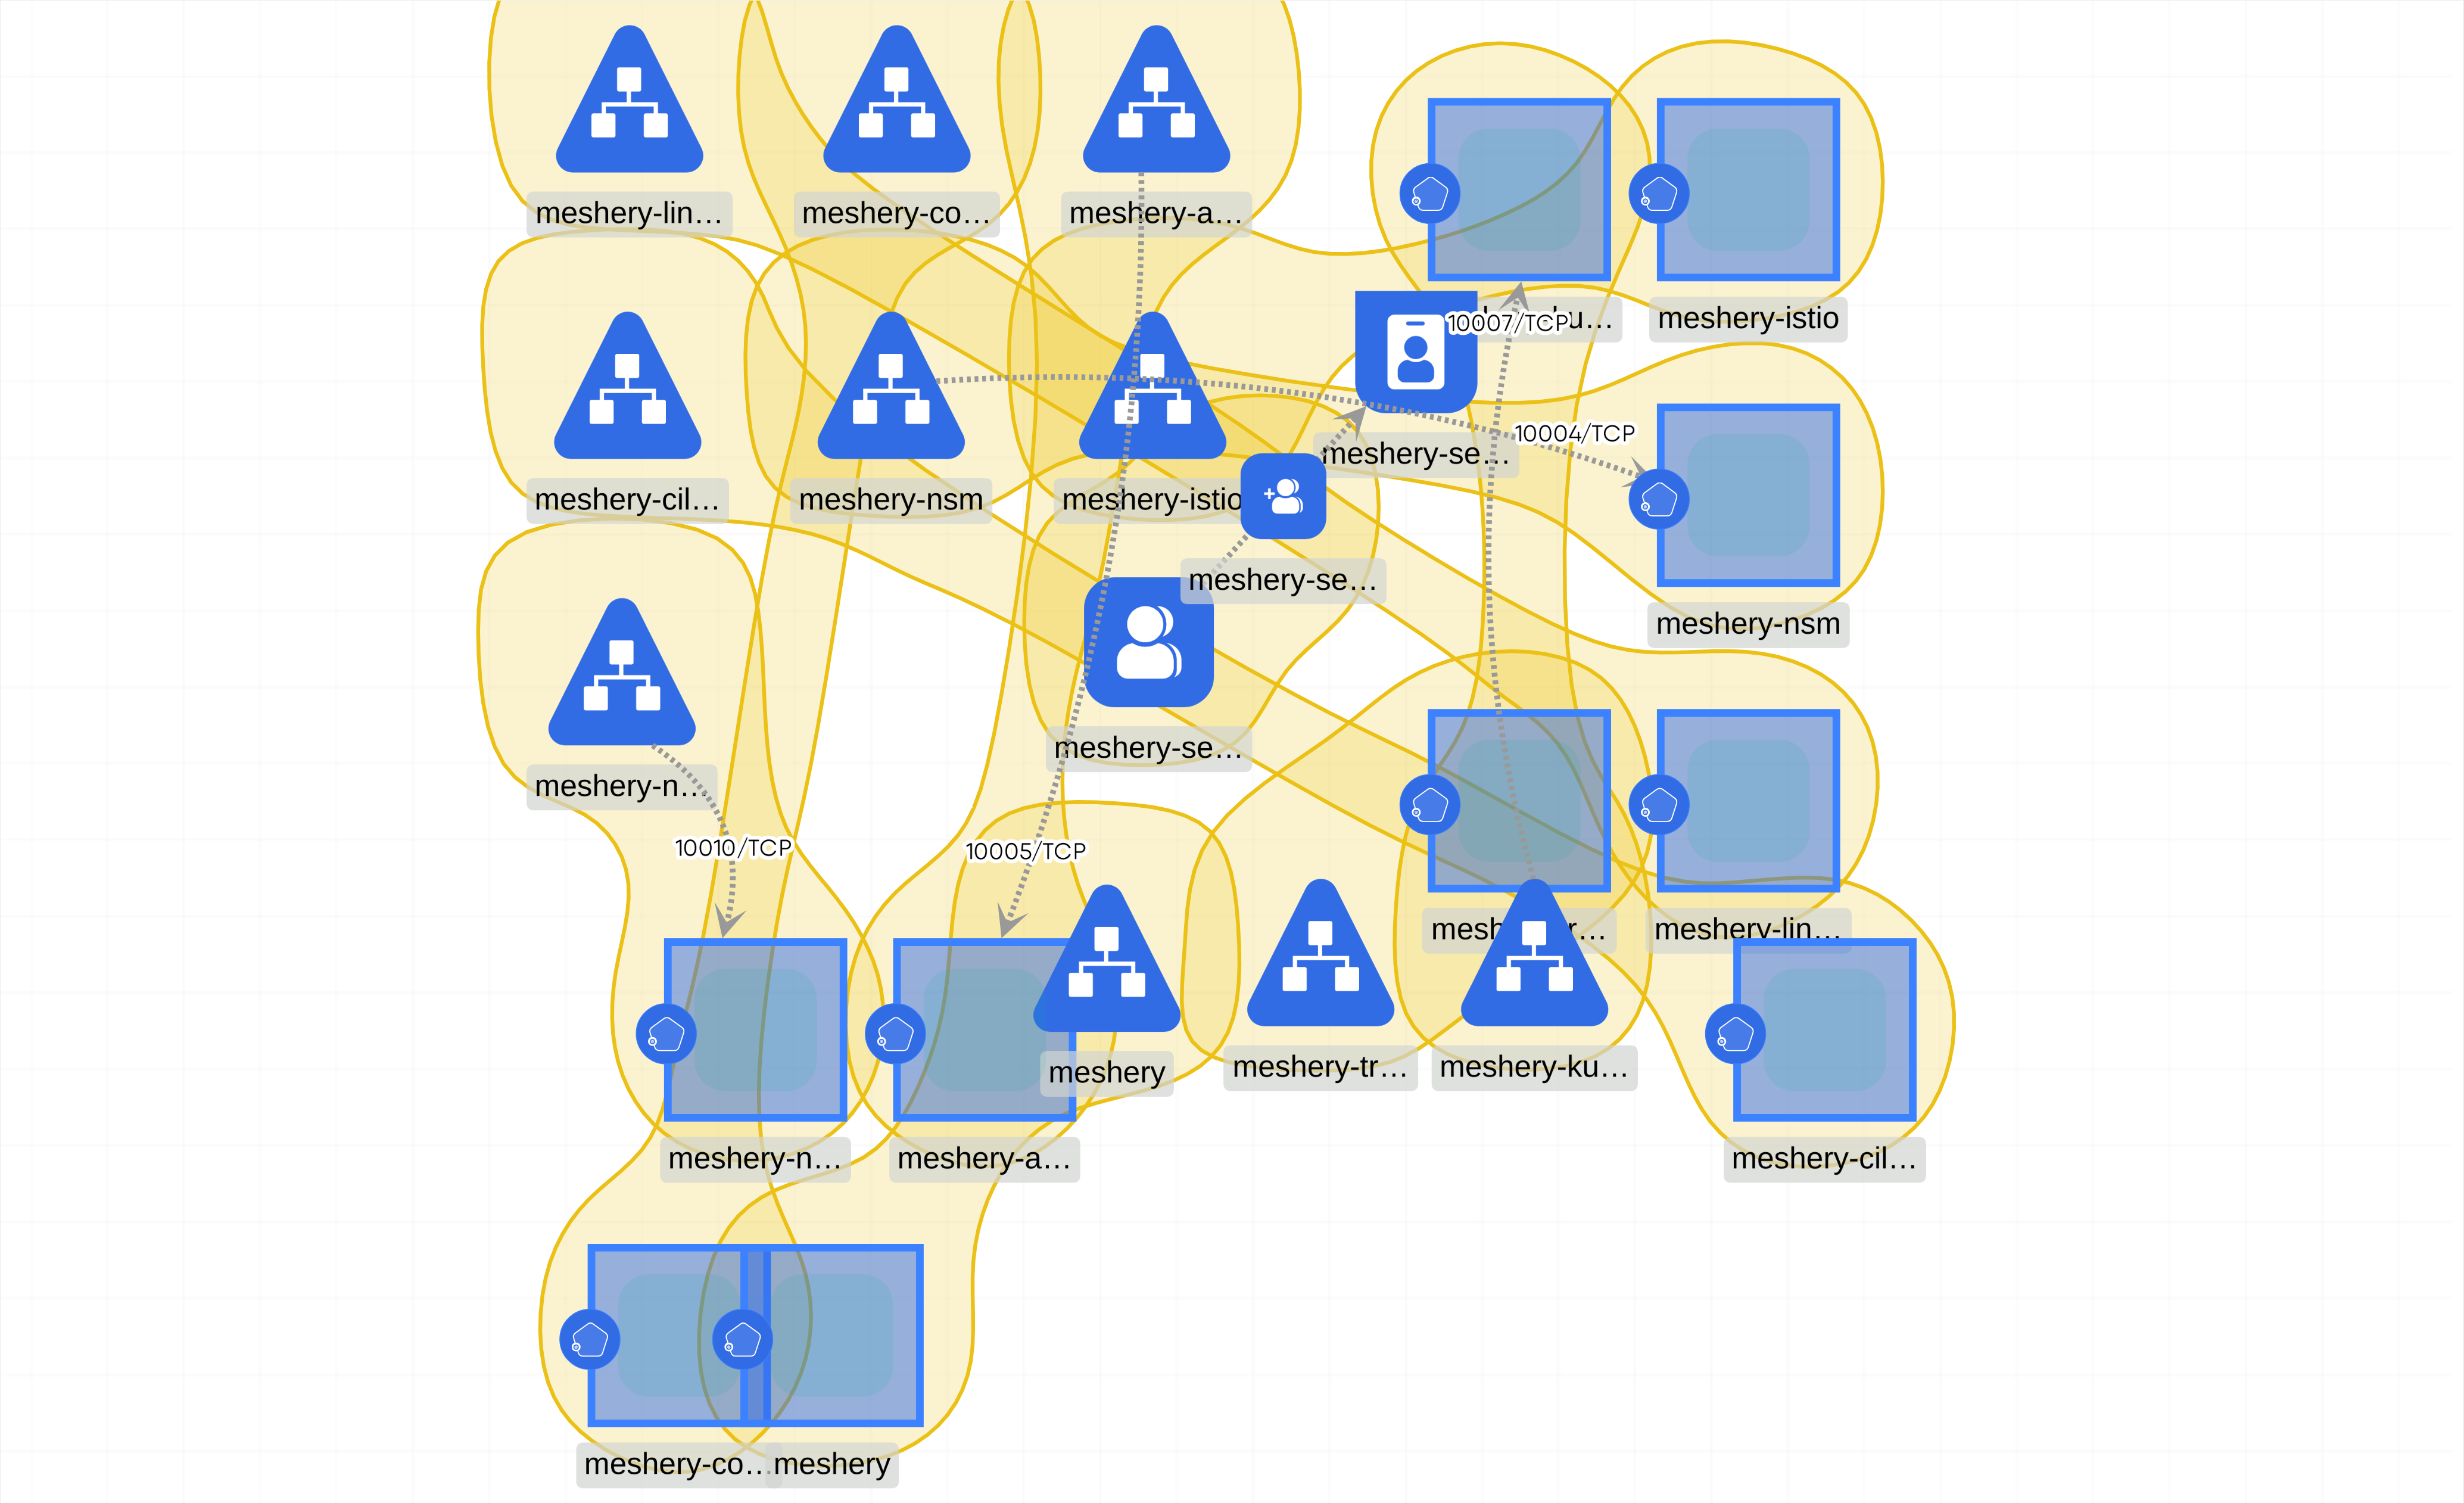 meshery-lin…
meshery-co…
meshery-a…
meshery-istio
10007/TCP
u…
10004/TCP
meshery-se…
meshery-cil…
meshery-nsm
meshery-istio
meshery-se…
meshery-nsm
meshery-se…
meshery-n…
10010/TCP
10005/TCP
meshery-lin…
meshery
meshery-tr…
meshery-ku…
meshery-n…
meshery-a…
meshery-cil…
meshery-co…
meshery